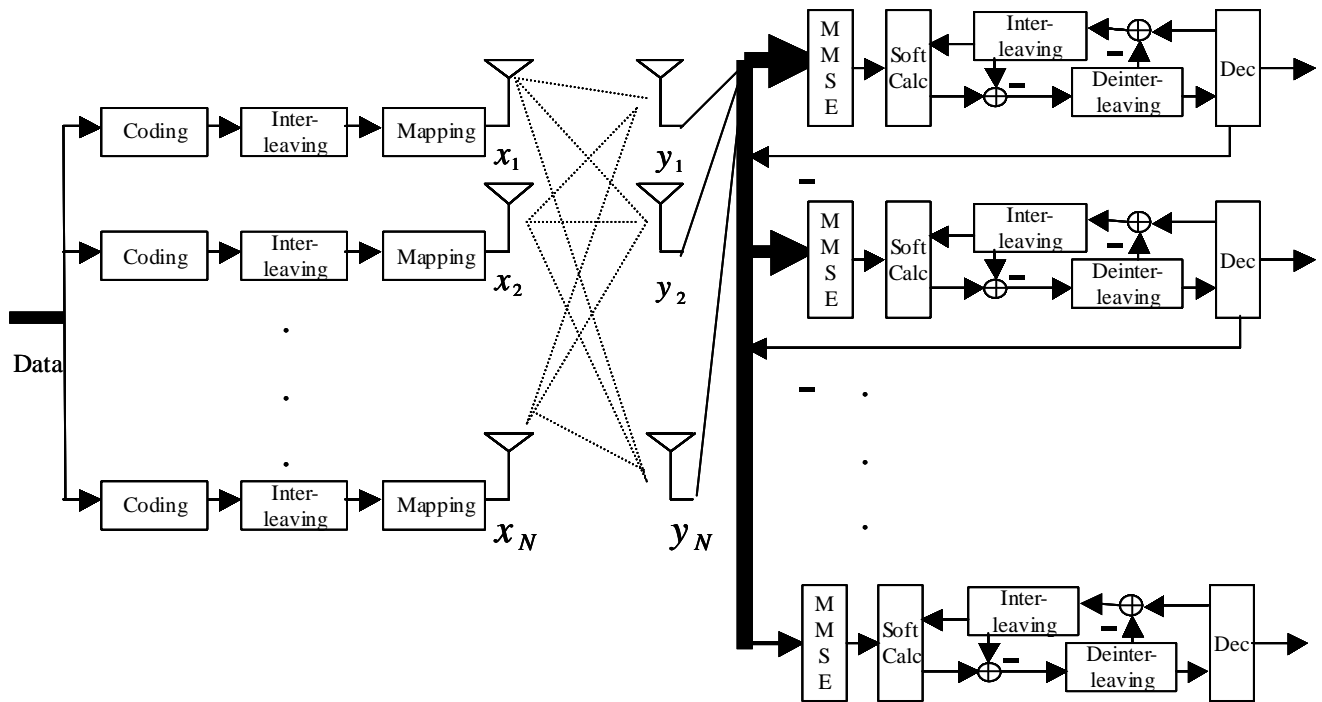 Data
Coding
Inter-
leaving
Mapping
x1
Coding
Inter-
leaving
Mapping
x2
.
.
.
Coding
Inter-
leaving
Mapping
xN
y1
y2
yN
M
M
S
E
Soft
Calc
Inter-
leaving
Deinter-
leaving
Dec
M
M
S
E
Soft
Calc
Inter-
leaving
Deinter-
leaving
Dec
.
.
.
M
M
S
E
Soft
Calc
Inter-
leaving
Deinter-
leaving
Dec